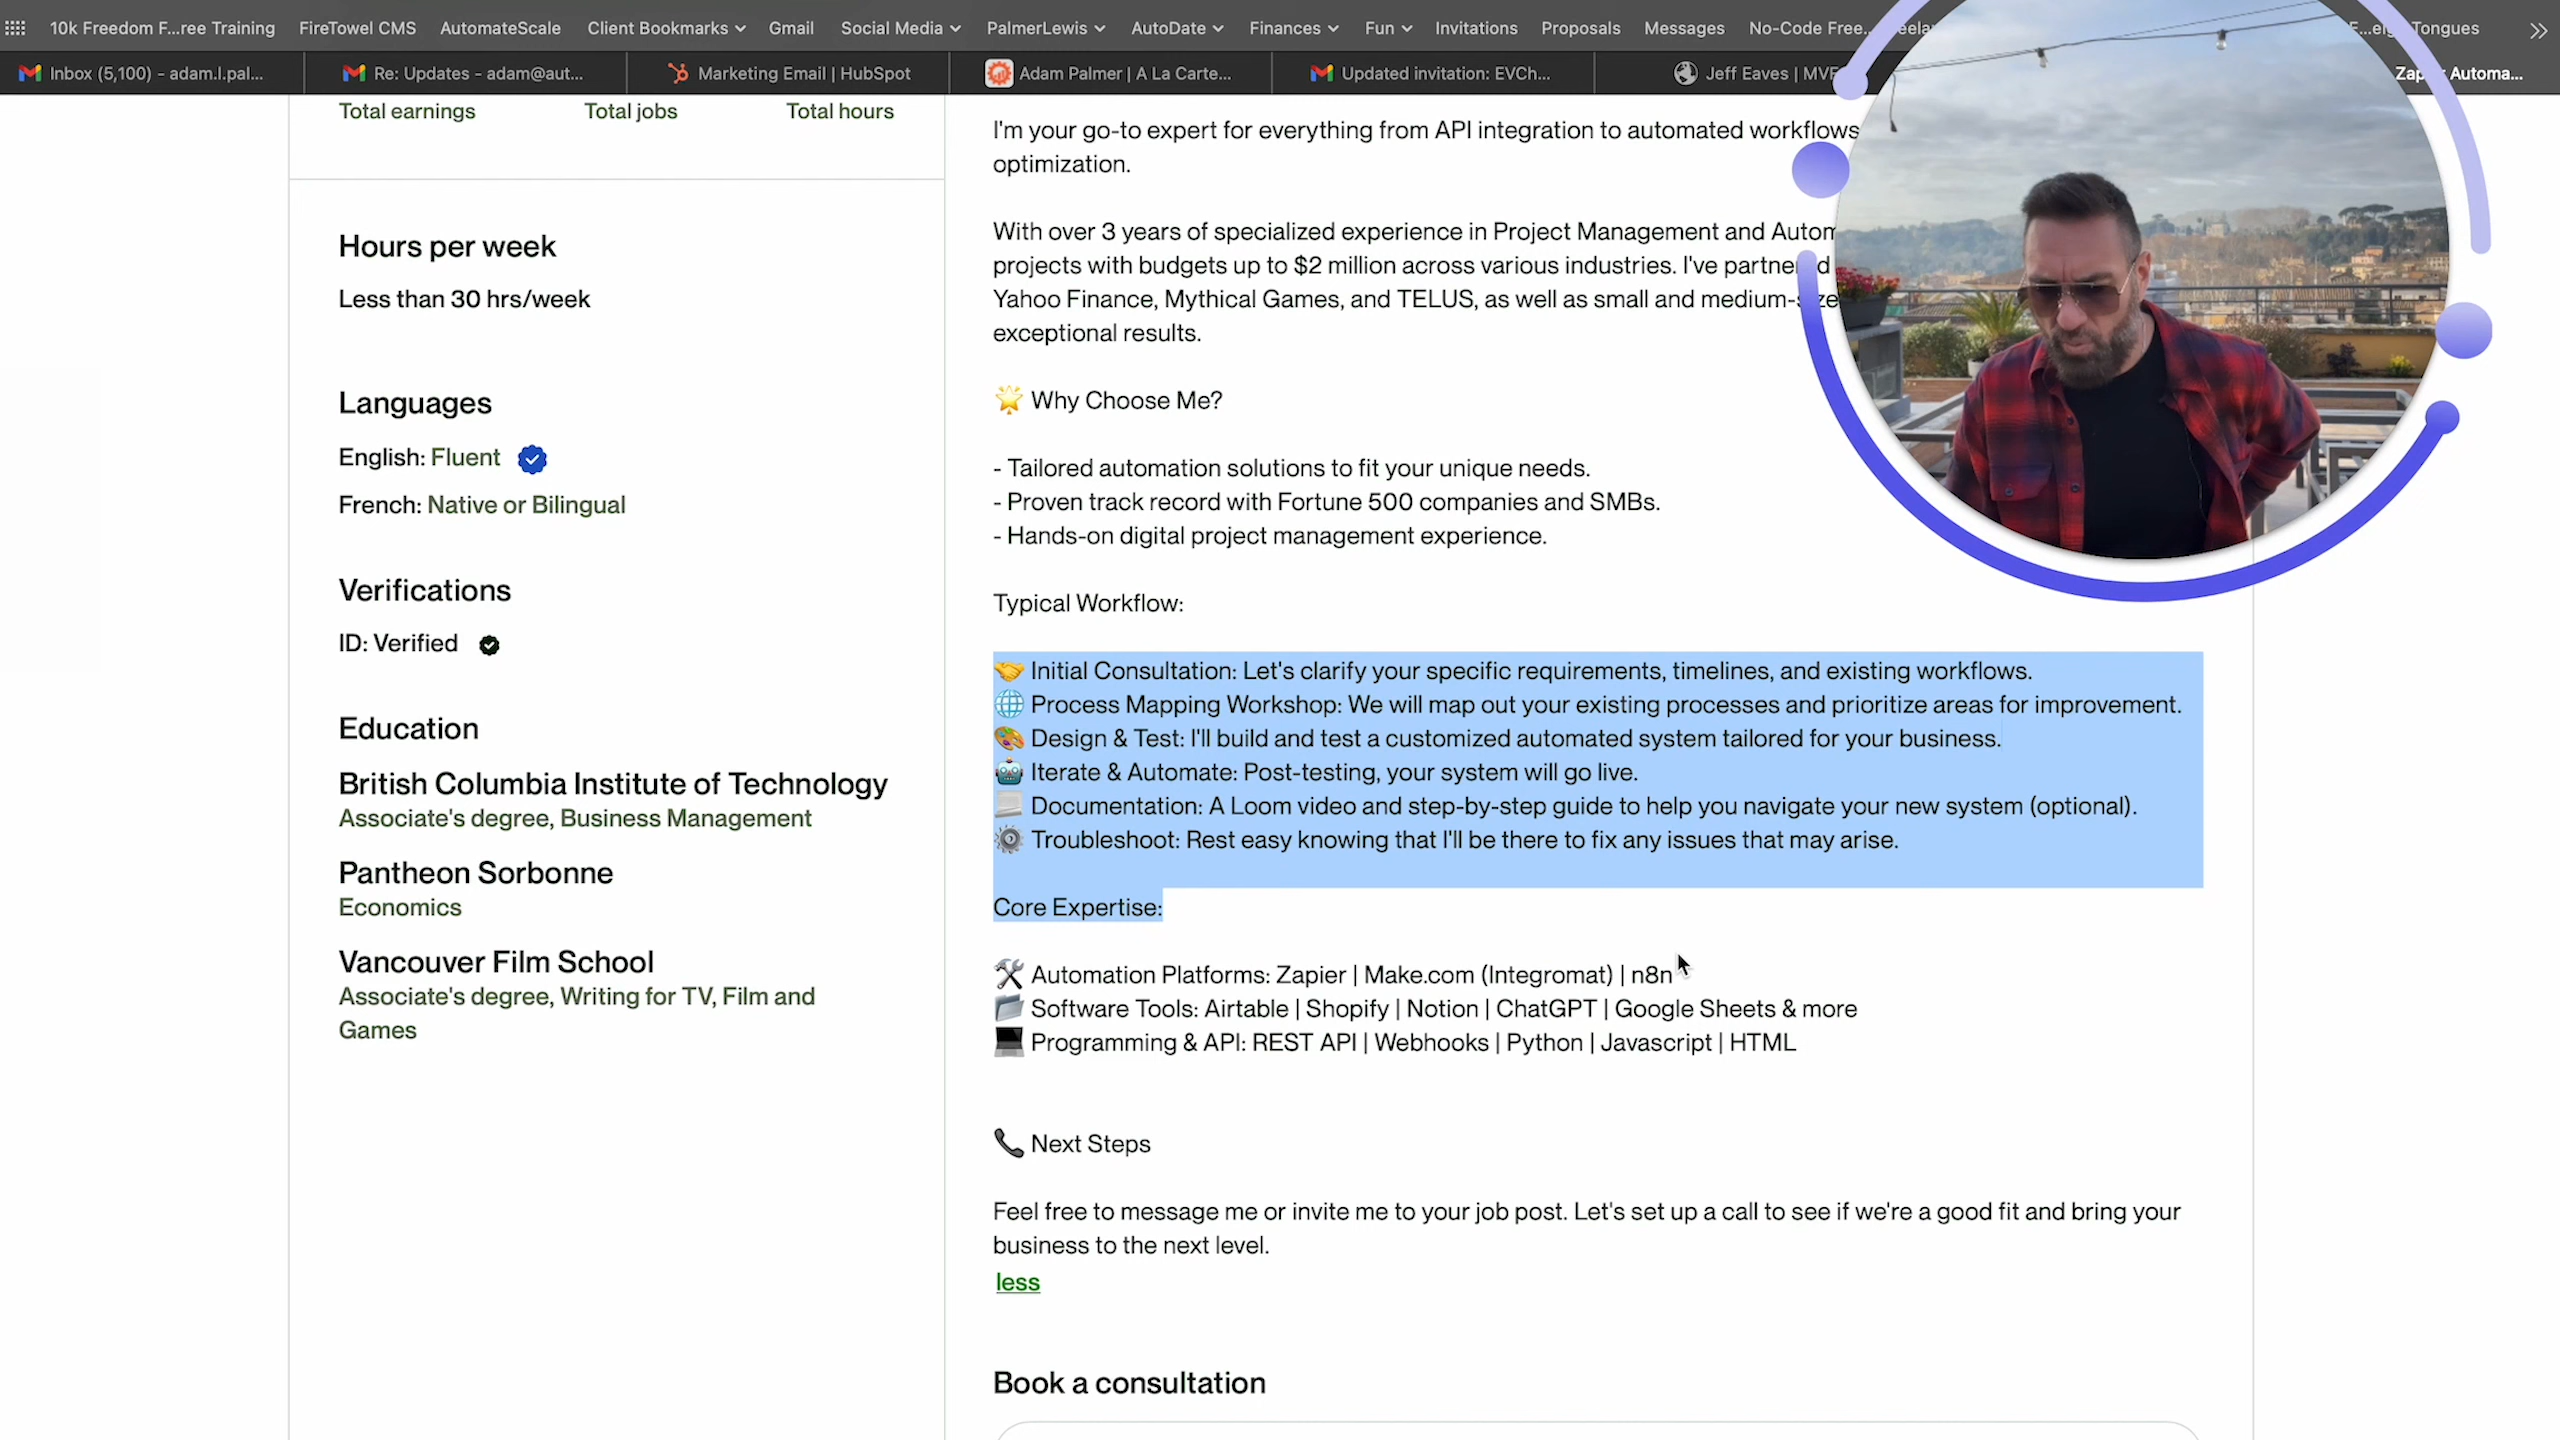 10k Freedom F...ree Training
FireTowel CMS
AutomateScale
Client Bookmarks
Gmail
Social Media
PalmerLewis
AutoDate
Finances
Fun
Invitations
Proposals
Messages
No-Code Free...
Tongues
Inbox (5,100) - adam.l.pal...
Re: Updates - adam@aut...
Marketing Email | HubSpot
Adam Palmer | A La Carte...
Updated invitation: EVCh...
Jeff Eaves |
Automa...
Total earnings
Total jobs
Total hours
Hours per week
Less than 30 hrs/week
Languages
English: Fluent
French: Native or Bilingual
Verifications
ID: Verified
Education
British Columbia Institute of Technology
Associate's degree, Business Management
Pantheon Sorbonne
Economics
Vancouver Film School
Associate's degree, Writing for TV, Film and
Games
I'm your go-to expert for everything from API integration to automated workflows
optimization.
With over 3 years of specialized experience in Project Management and
projects with budgets up to $2 million across various industries. I've partnered
Yahoo Finance, Mythical Games, and TELUS, as well as small and
exceptional results.
🌟 Why Choose Me?
- Tailored automation solutions to fit your unique needs.
- Proven track record with Fortune 500 companies and SMBs.
- Hands-on digital project management experience.
Typical Workflow:
🤝 Initial Consultation: Let's clarify your specific requirements, timelines, and existing workflows.
🌐 Process Mapping Workshop: We will map out your existing processes and prioritize areas for improvement.
🎨 Design & Test: I'll build and test a customized automated system tailored for your business.
🤖 Iterate & Automate: Post-testing, your system will go live.
Documentation: A Loom video and step-by-step guide to help you navigate your new system (optional).
⚙️ Troubleshoot: Rest easy knowing that I'll be there to fix any issues that may arise.
Core Expertise:
🛠 Automation Platforms: Zapier | Make.com (Integromat) | n8n
📂 Software Tools: Airtable | Shopify | Notion | ChatGPT | Google Sheets & more
💻 Programming & API: REST API | Webhooks | Python | Javascript | HTML
📞 Next Steps
Feel free to message me or invite me to your job post. Let's set up a call to see if we're a good fit and bring your
business to the next level.
less
Book a consultation